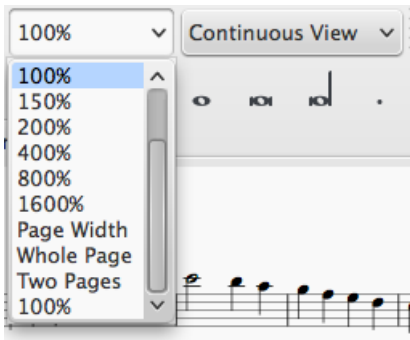 100%
Continuous View
100%
150%
200%
400%
800%
1600%
Page Width
Whole Page
Two Pages
100%